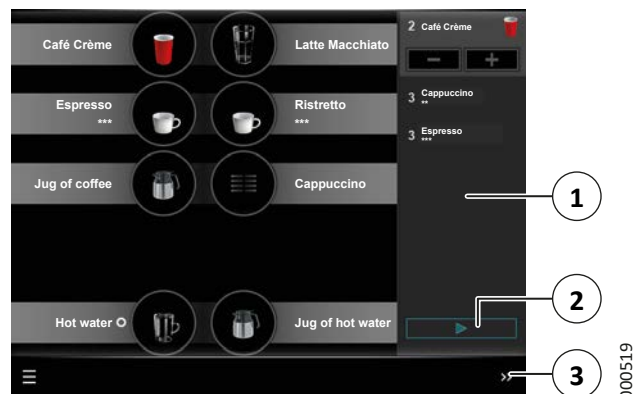 Café Crème
Latte Macchiato
Espresso
***
Ristretto
***
Jug of coffee
Cappuccino
Hot water
Jug of hot water
2 Café Crème
3 Cappuccino
**
3 Espresso
***
1
2
3
000519